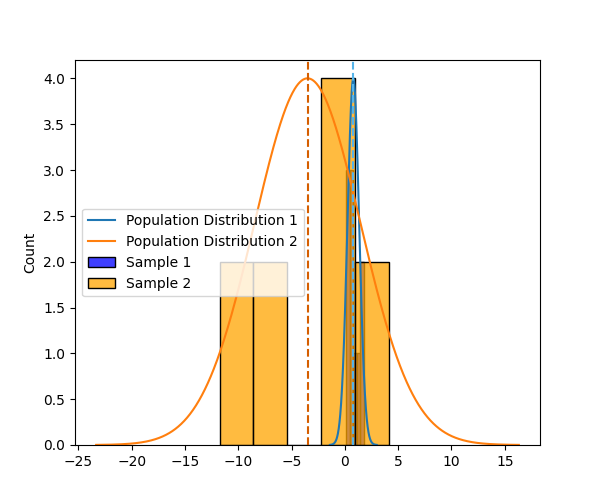 4.0
3.5
3.0
2.5
2.0
1.5
1.0
0.5
0.0
Count
Population Distribution 1
Population Distribution 2
Sample 1
Sample 2
−25 −20 −15 −10 −5 0 5 10 15